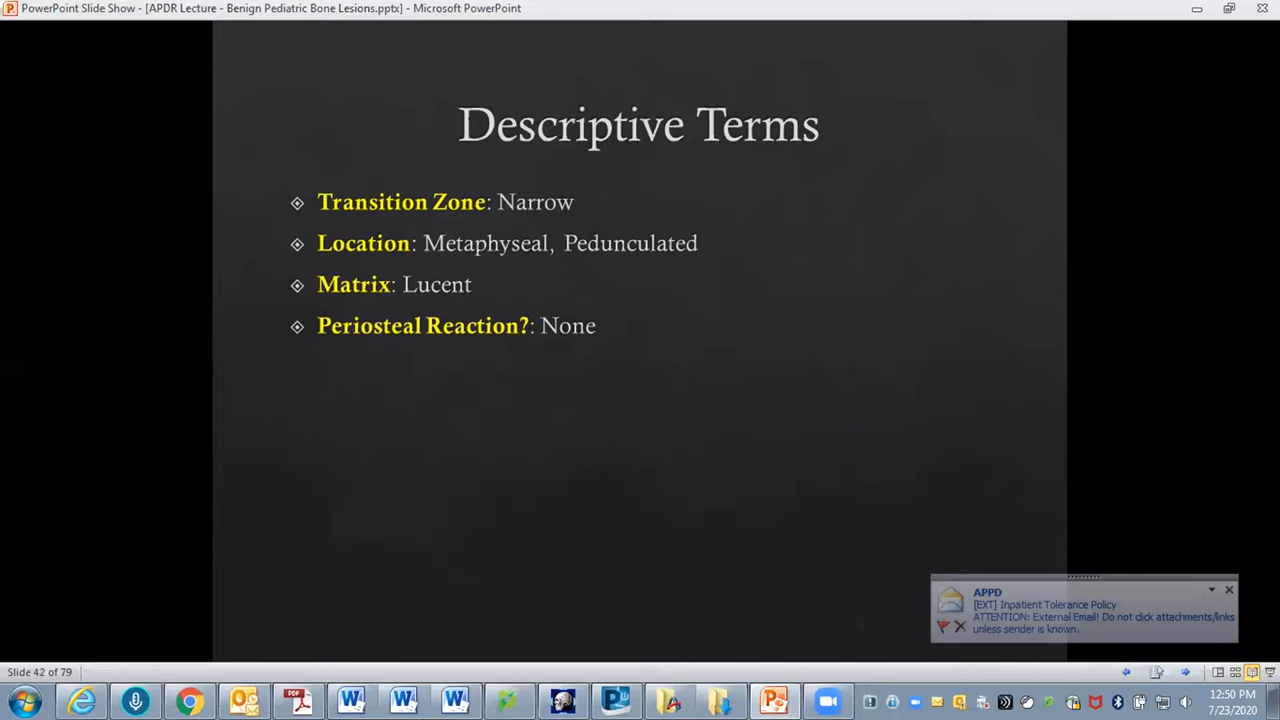 PowerPoint Slide Show - [APDR Lecture - Benign Pediatric Bone Lesions.pptx] - Microsoft PowerPoint
Descriptive Terms
Transition Zone: Narrow
Location: Metaphyseal, Pedunculated
Matrix: Lucent
Periosteal Reaction?: None
APPD
[EXT] Inpatient Tolerance Policy
ATTENTION: External Email! Do not click attachments/links
unless sender is known.
Slide 42 of 79
12:50 PM
7/23/2020